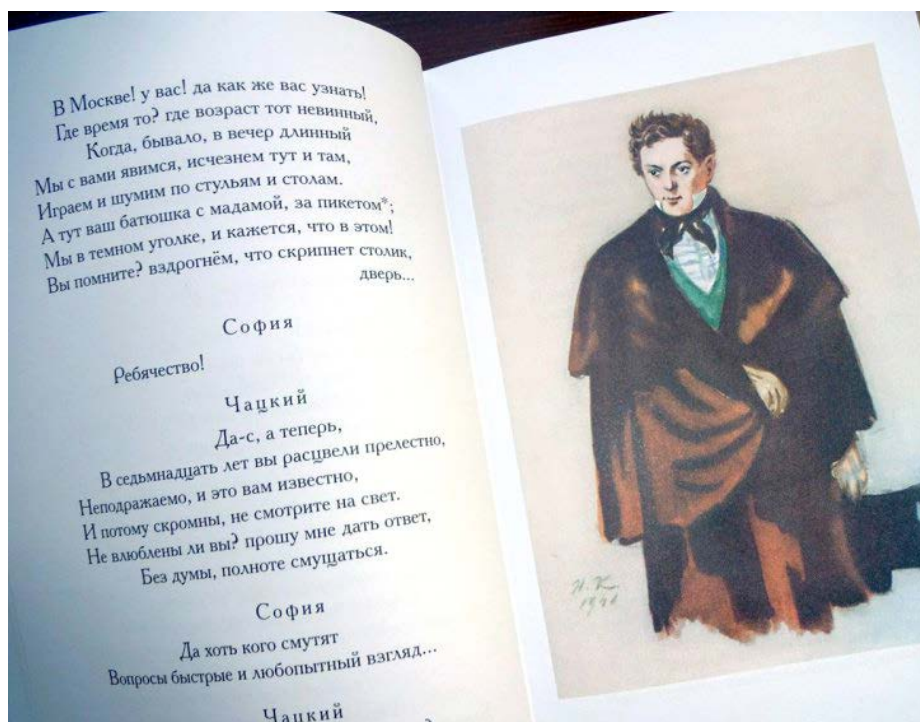 В Москве! у вас! да как же вас узнать!
Где время то? где возраст тот невинный,
Когда, бывало, в вечер длинный
Мы с вами явимся, исчезнем тут и там,
Играем и шумим по стульям и столам.
А тут ваш батюшка с мадамой, за пикетом*;
Мы в темном уголке, и кажется, что в этом!
Вы помните? вздрогнём, что скрипнет столик,
дверь...
София
Ребячество!
Чацкий
Да-с, а теперь,
В седьмнадцать лет вы расцвели прелестно,
Неподражаемо, и это вам известно,
И потому скромны, не смотрите на свет.
Не влюблены ли вы? прошу мне дать ответ,
Без думы, полноте смущаться.
София
Да хоть кого смутят
Вопросы быстрые и любопытный взгляд...
Чацкий
Н. К.